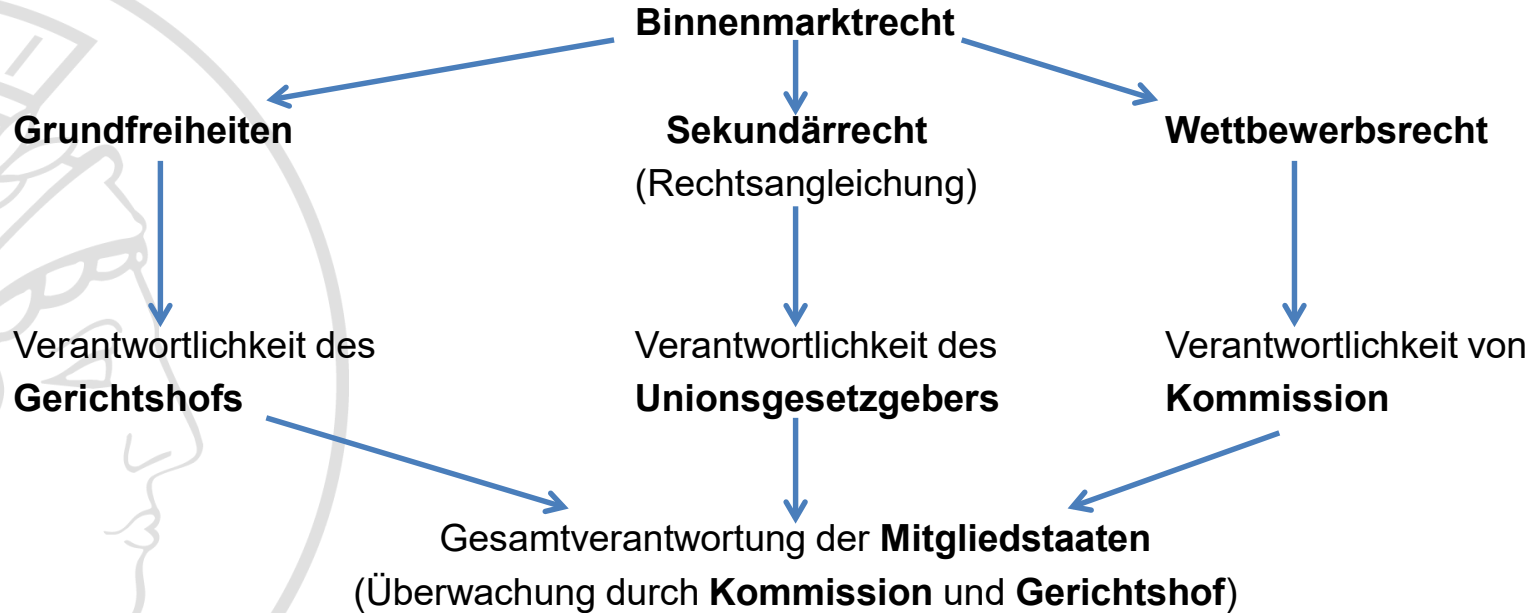 Binnenmarktrecht
Grundfreiheiten
Sekundärrecht
(Rechtsangleichung)
Wettbewerbsrecht
Verantwortlichkeit des
Gerichtshofs
Verantwortlichkeit des
Unionsgesetzgebers
Verantwortlichkeit von
Kommission
Gesamtverantwortung der Mitgliedstaaten
(Überwachung durch Kommission und Gerichtshof)